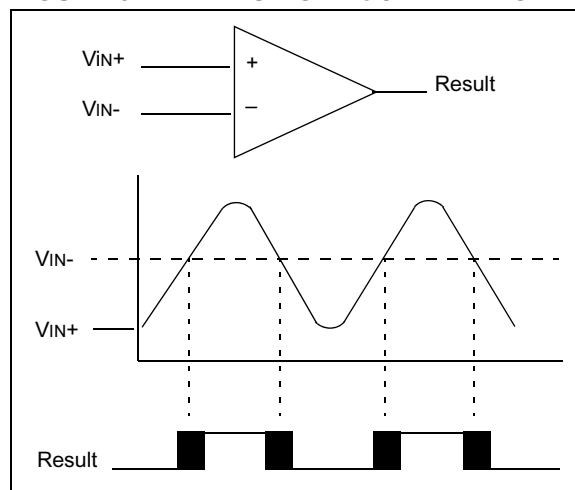 VIN+
+
Result
VIN-
–
VIN-
VIN+
Result